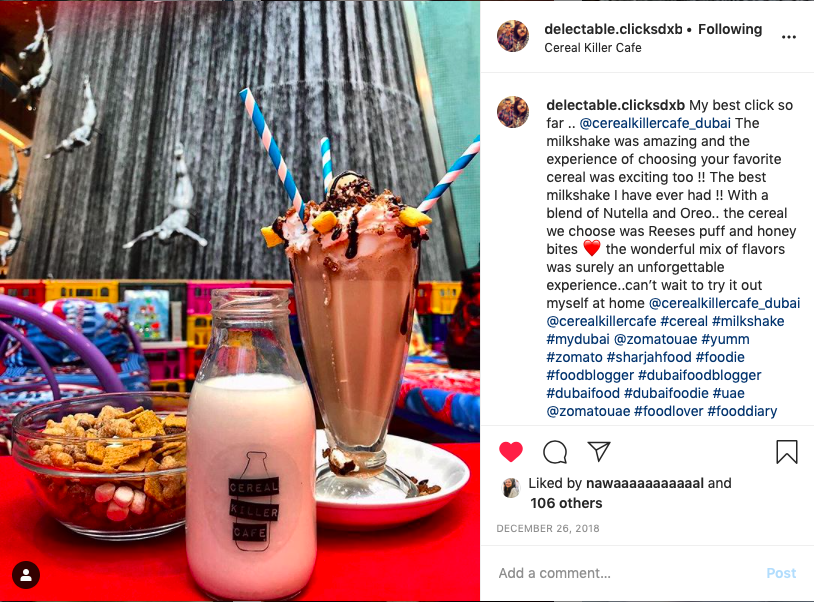 delectable.clicksdxb • Following
Cereal Killer Cafe
delectable.clicksdxb My best click so
far .. @cerealkillercafe_dubai The
milkshake was amazing and the
experience of choosing your favorite
cereal was exciting too !! The best
milkshake I have ever had !! With a
blend of Nutella and Oreo.. the cereal
we choose was Reeses puff and honey
bites ❤️ the wonderful mix of flavors
was surely an unforgettable
experience..can't wait to try it out
myself at home @cerealkillercafe_dubai
@cerealkillercafe #cereal #milkshake
#mydubai @zomatouae #yumm
#zomato #sharjahfood #foodie
#foodblogger #dubaifoodblogger
#dubaifood #dubaifoodie #uae
@zomatouae #foodlover #fooddiary
Liked by nawaaaaaaaaaaal and
106 others
DECEMBER 26, 2018
Add a comment... Post
CEREAL
KILLER
CAFE